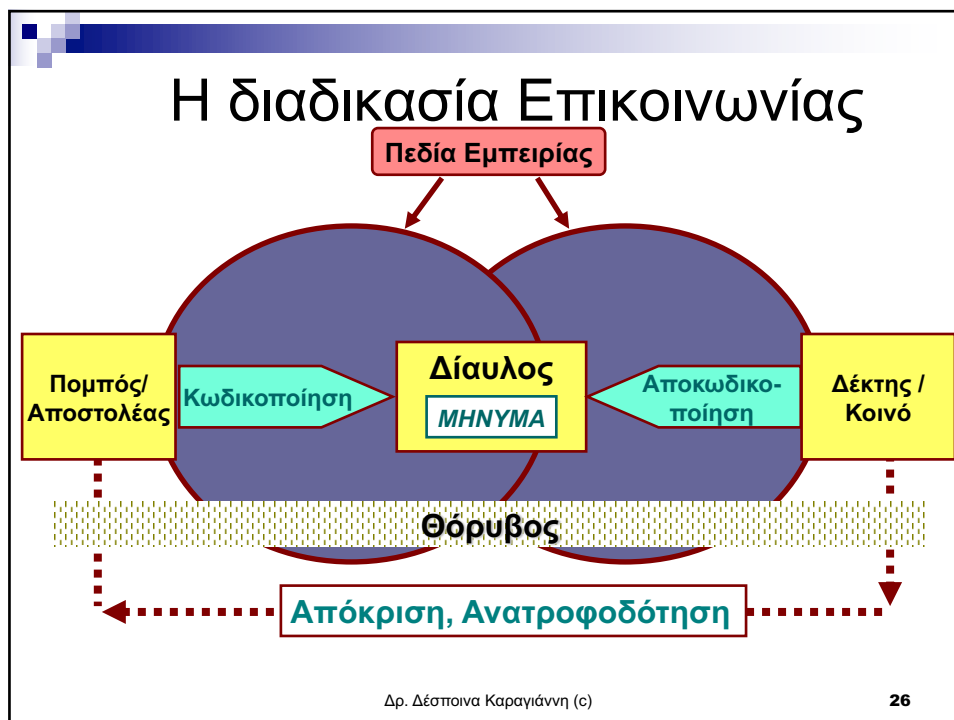 Η διαδικασία Επικοινωνίας
Πεδία Εμπειρίας
Πομπός/
Αποστολέας
Κωδικοποίηση
Δίαυλος
ΜΗΝΥΜΑ
Αποκωδικο-
ποίηση
Δέκτης /
Κοινό
Θόρυβος
Απόκριση, Ανατροφοδότηση
Δρ. Δέσποινα Καραγιάννη (c)
26